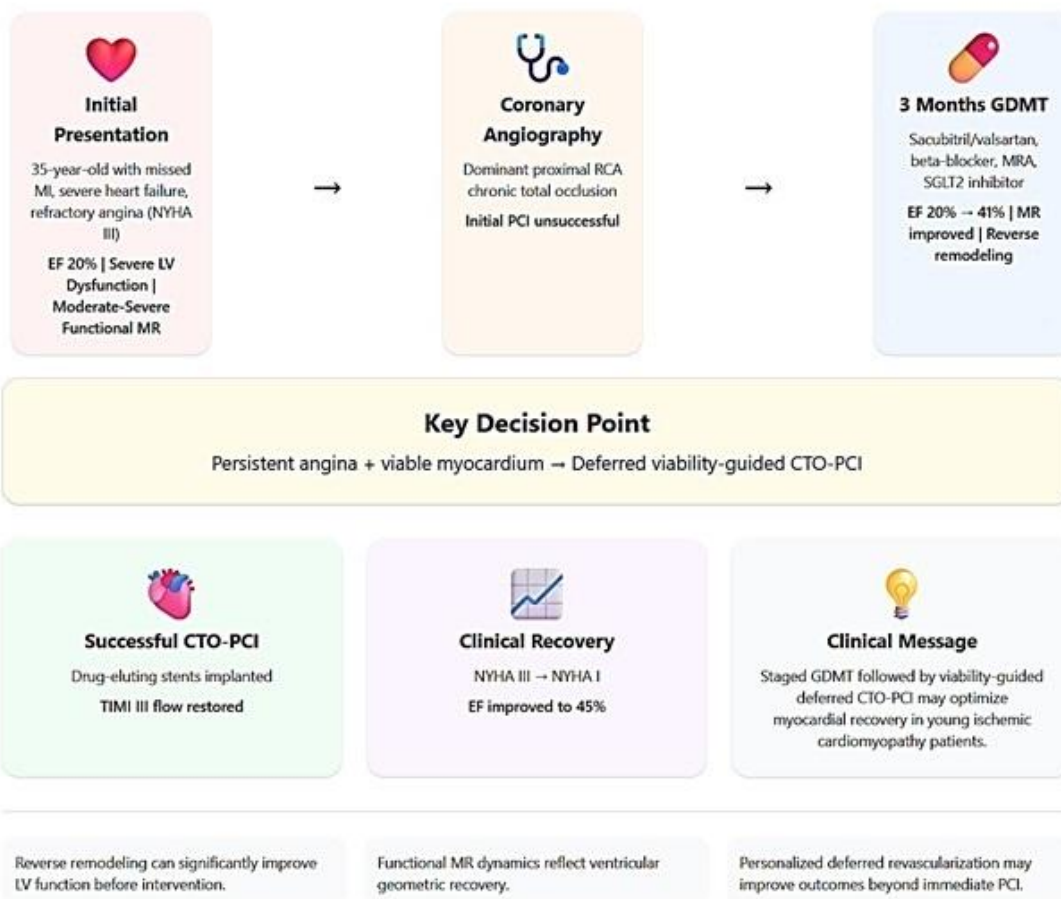 Initial
Presentation
35-year-old with missed
MI, severe heart failure,
refractory angina (NYHA
III)
EF 20% | Severe LV
Dysfunction |
Moderate-Severe
Functional MR
→
Coronary
Angiography
Dominant proximal RCA
chronic total occlusion
Initial PCI unsuccessful
→
3 Months GDMT
Sacubitril/valsartan,
beta-blocker, MRA,
SGLT2 inhibitor
EF 20% → 41% | MR
improved | Reverse
remodeling
Key Decision Point
Persistent angina + viable myocardium → Deferred viability-guided CTO-PCI
Successful CTO-PCI
Drug-eluting stents implanted
TIMI III flow restored
Clinical Recovery
NYHA III → NYHA I
EF improved to 45%
Clinical Message
Staged GDMT followed by viability-guided
deferred CTO-PCI may optimize
myocardial recovery in young ischemic
cardiomyopathy patients.
Reverse remodeling can significantly improve
LV function before intervention.
Functional MR dynamics reflect ventricular
geometric recovery.
Personalized deferred revascularization may
improve outcomes beyond immediate PCI.